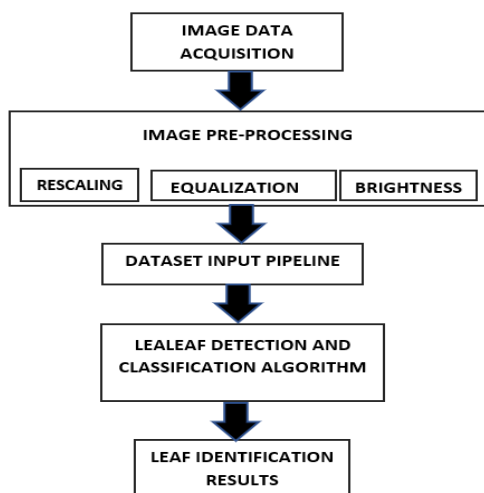 IMAGE DATA
ACQUISITION
IMAGE PRE-PROCESSING
RESCALING
EQUALIZATION
BRIGHTNESS
DATASET INPUT PIPELINE
LEALEAF DETECTION AND
CLASSIFICATION ALGORITHM
LEAF IDENTIFICATION
RESULTS